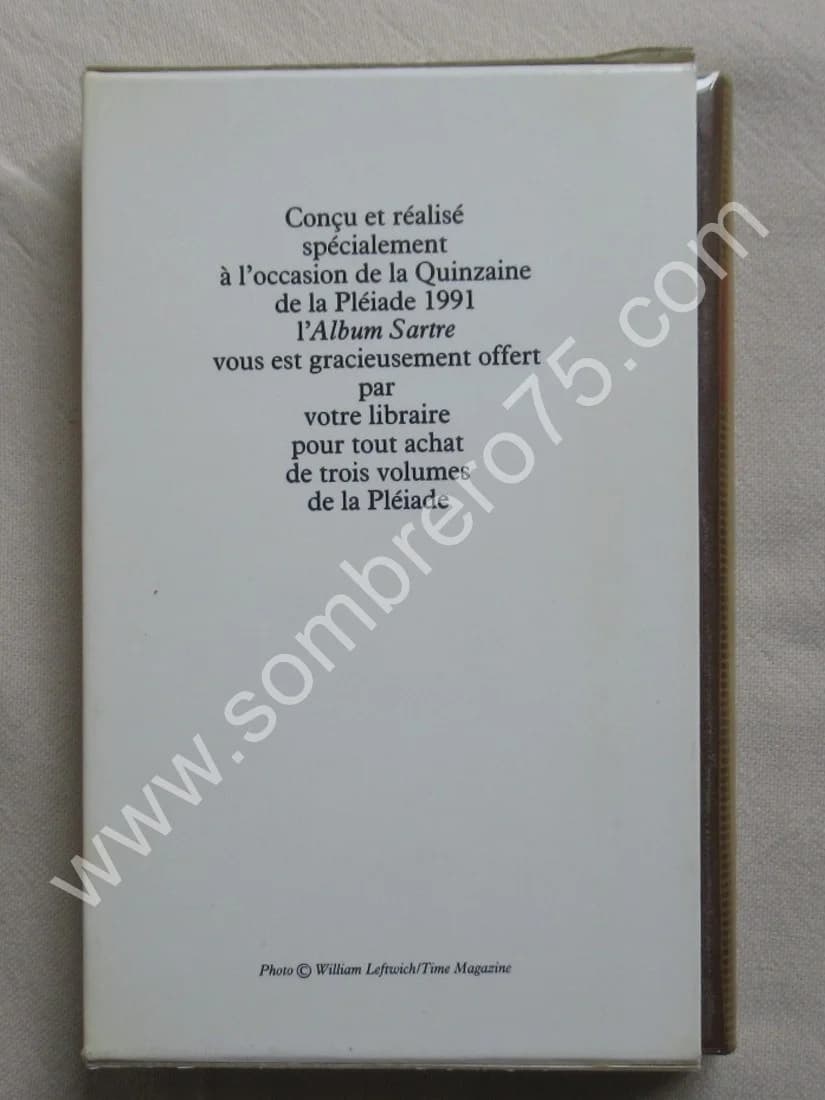 Conçu et réalisé
spécialement
à l'occasion de la Quinzaine
de la Pléiade 1991
l'Album Sartre
vous est gracieusement offert
par
votre libraire
pour tout achat
de trois volumes
de la Pléiade
Photo © William Leftwich/Time Magazine
www.sombrero75.com